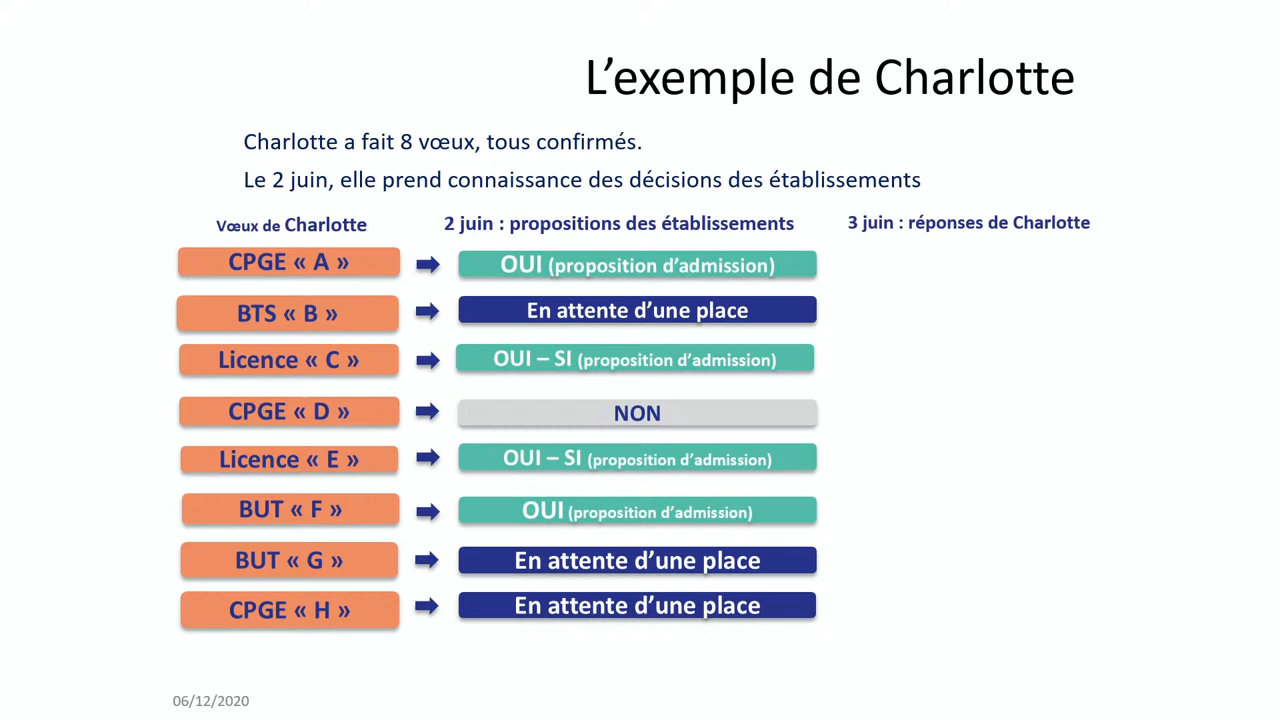 L’exemple de Charlotte
Charlotte a fait 8 vœux, tous confirmés.
Le 2 juin, elle prend connaissance des décisions des établissements
Vœux de Charlotte
2 juin : propositions des établissements
3 juin : réponses de Charlotte
CPGE « A »
OUI (proposition d’admission)
BTS « B »
En attente d’une place
Licence « C »
OUI – SI (proposition d’admission)
CPGE « D »
NON
Licence « E »
OUI – SI (proposition d’admission)
BUT « F »
OUI (proposition d’admission)
BUT « G »
En attente d’une place
CPGE « H »
En attente d’une place
06/12/2020